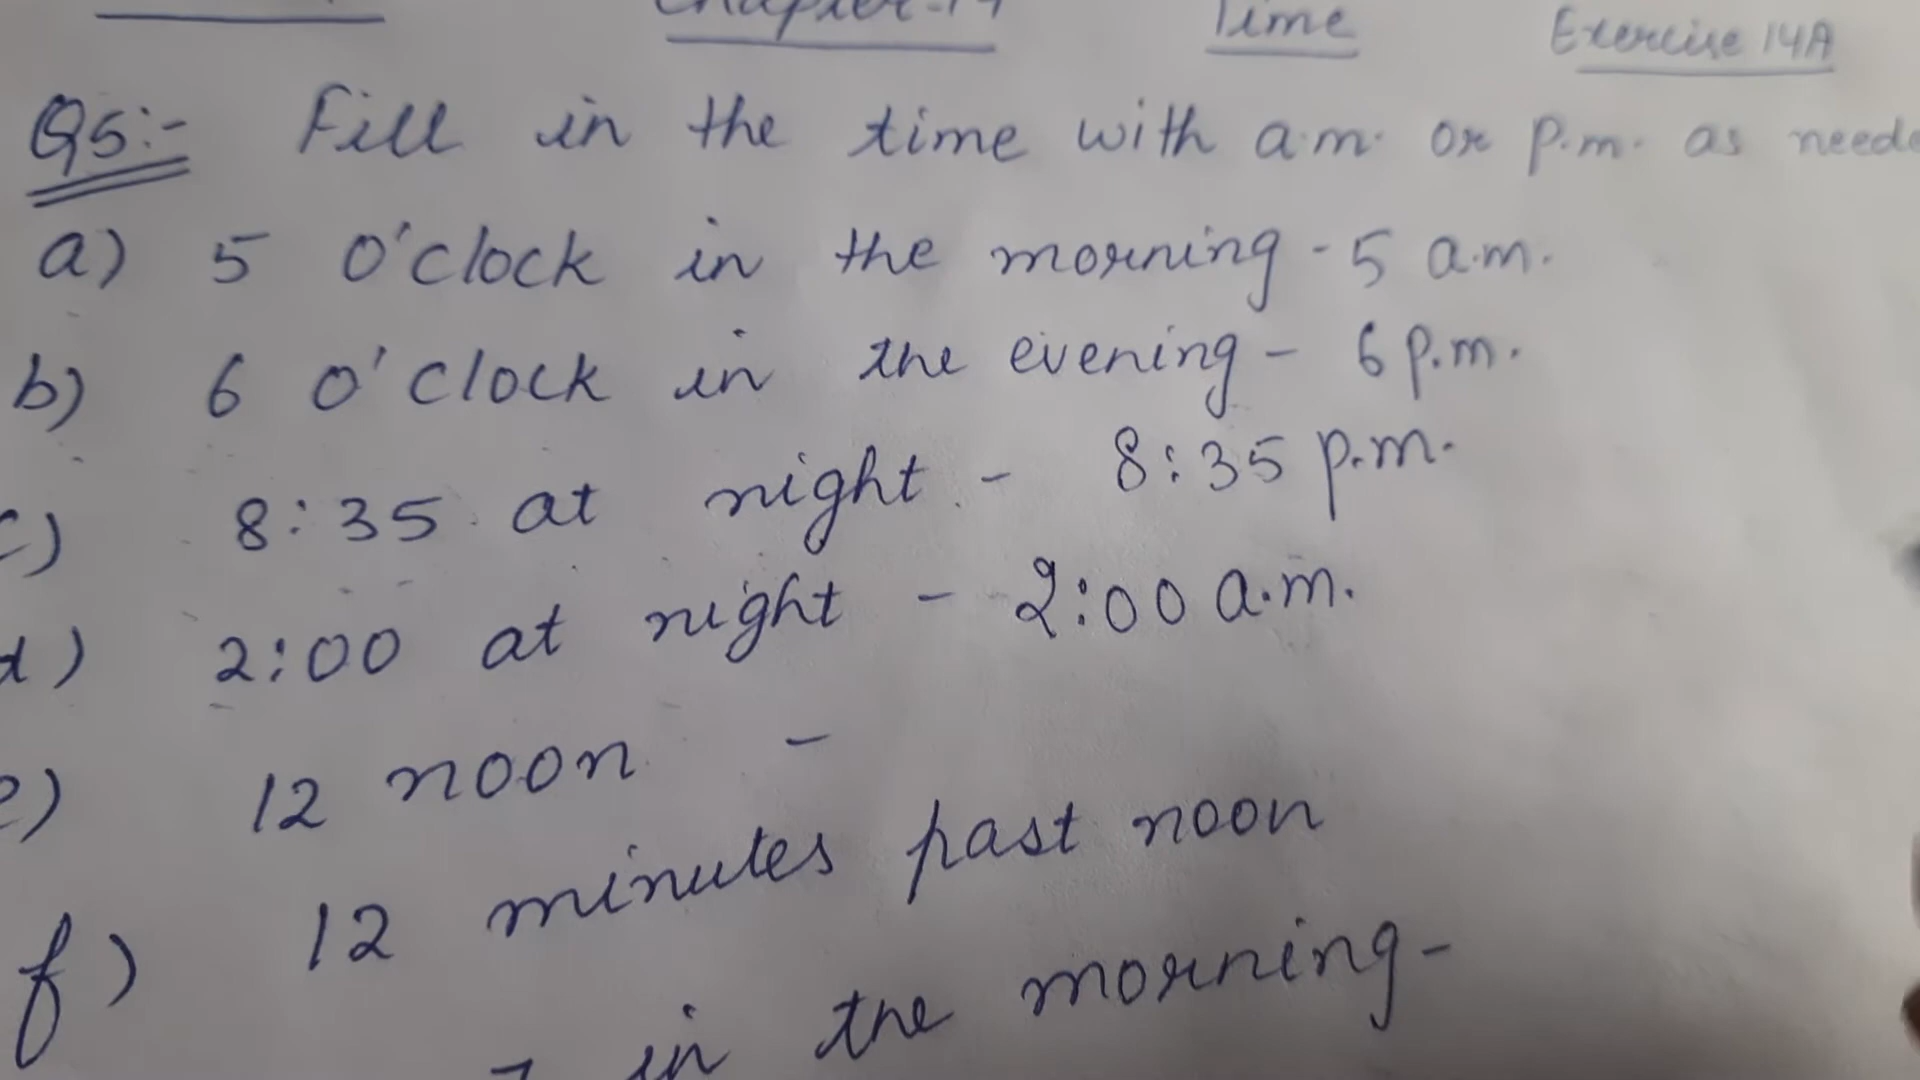 Chapter-14 Time Exercise 14A
Q5:- Fill in the time with a.m. or p.m. as
a) 5 O'clock in the morning - 5 a.m.
b) 6 O'clock in the evening - 6 p.m.
c) 8:35 at night - 8:35 p.m.
d) 2:00 at night - 2:00 a.m.
e) 12 noon -
f) 12 minutes past noon
in the morning -